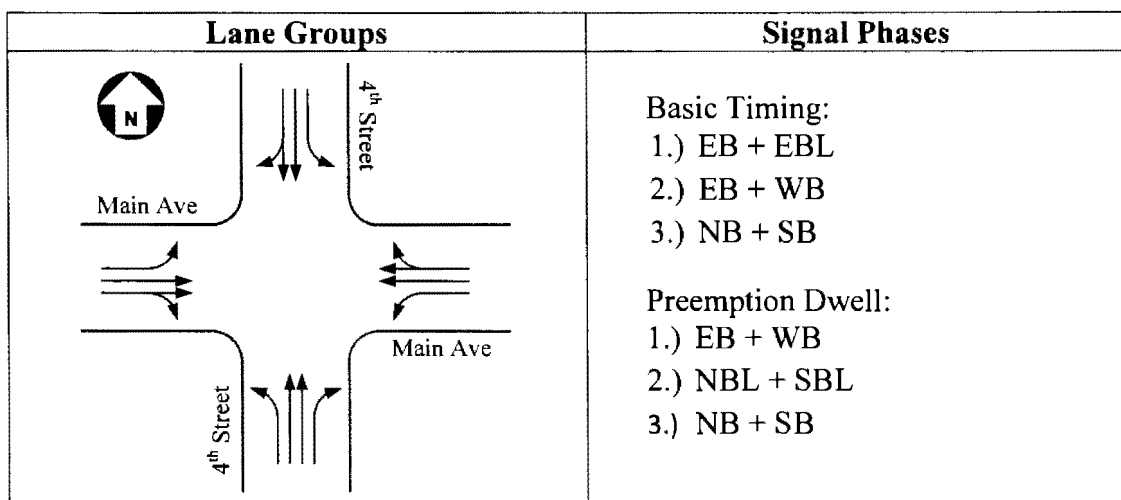 Lane Groups
Signal Phases
N
4th Street
Main Ave
Main Ave
4th Street
Basic Timing:
1.) EB + EBL
2.) EB + WB
3.) NB + SB
Preemption Dwell:
1.) EB + WB
2.) NBL + SBL
3.) NB + SB